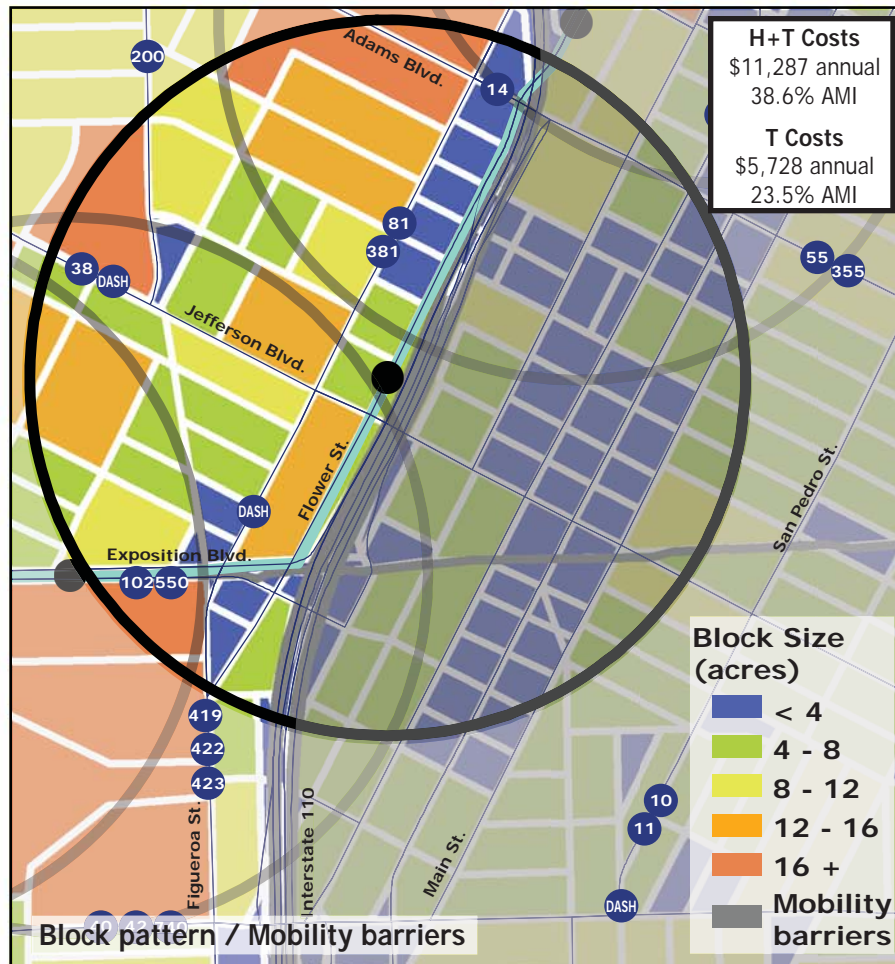 H+T Costs
$11,287 annual
38.6% AMI
T Costs
$5,728 annual
23.5% AMI
200
Adams Blvd.
14
81
381
55
355
38
DASH
Jefferson Blvd.
Flower St.
DASH
San Pedro St.
Exposition Blvd.
102
550
419
422
423
Figueroa St.
Interstate 110
Main St.
10
11
DASH
Block Size
(acres)
< 4
4 - 8
8 - 12
12 - 16
16 +
Mobility
barriers
Block pattern / Mobility barriers